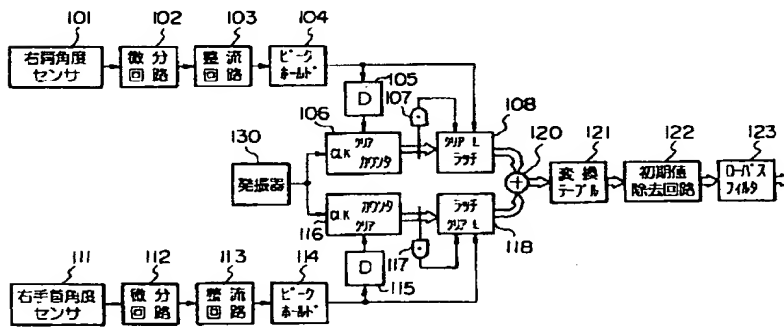 101
102
103
104
右肩角度
センサ
微分
回路
整流
回路
ピーク
ホールド
105
D
107
108
106
クリア
CLK
カウンタ
クリア L
ラッチ
130
発振器
120
121
122
123
変換
テーブル
初期値
除去回路
ローパス
フィルタ
カウンタ
CLK
クリア
116
ラッチ
クリア L
118
117
D
115
111
112
113
114
右手首角度
センサ
微分
回路
整流
回路
ピーク
ホールド